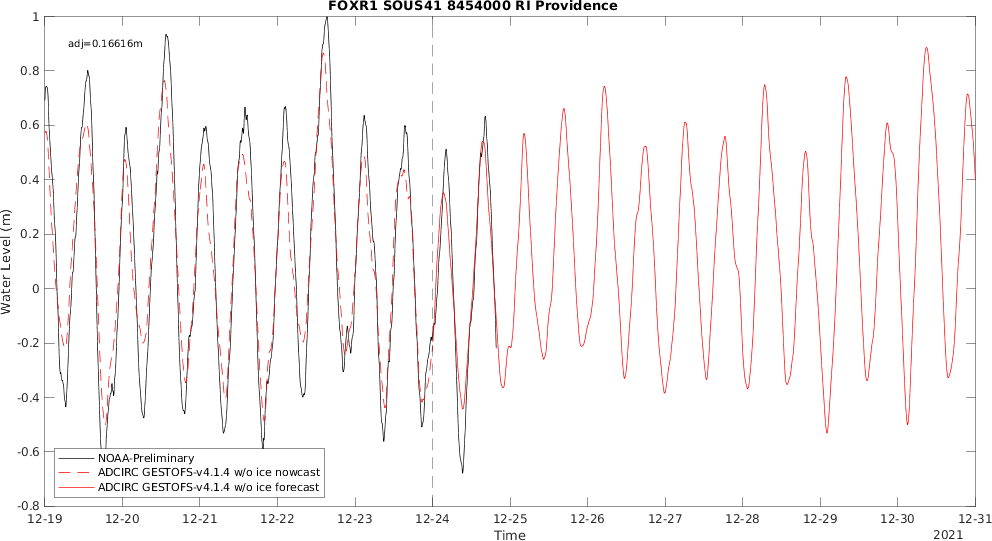 FOXR1 SOUS41 8454000 RI Providence
adj=0.16616m
1
0.8
0.6
0.4
0.2
0
-0.2
-0.4
-0.6
-0.8
Water Level (m)
NOAA-Preliminary
ADCIRC GESTOFS-v4.1.4 w/o ice nowcast
ADCIRC GESTOFS-v4.1.4 w/o ice forecast
12-19 12-20 12-21 12-22 12-23 12-24 12-25 12-26 12-27 12-28 12-29 12-30 12-31
Time
2021